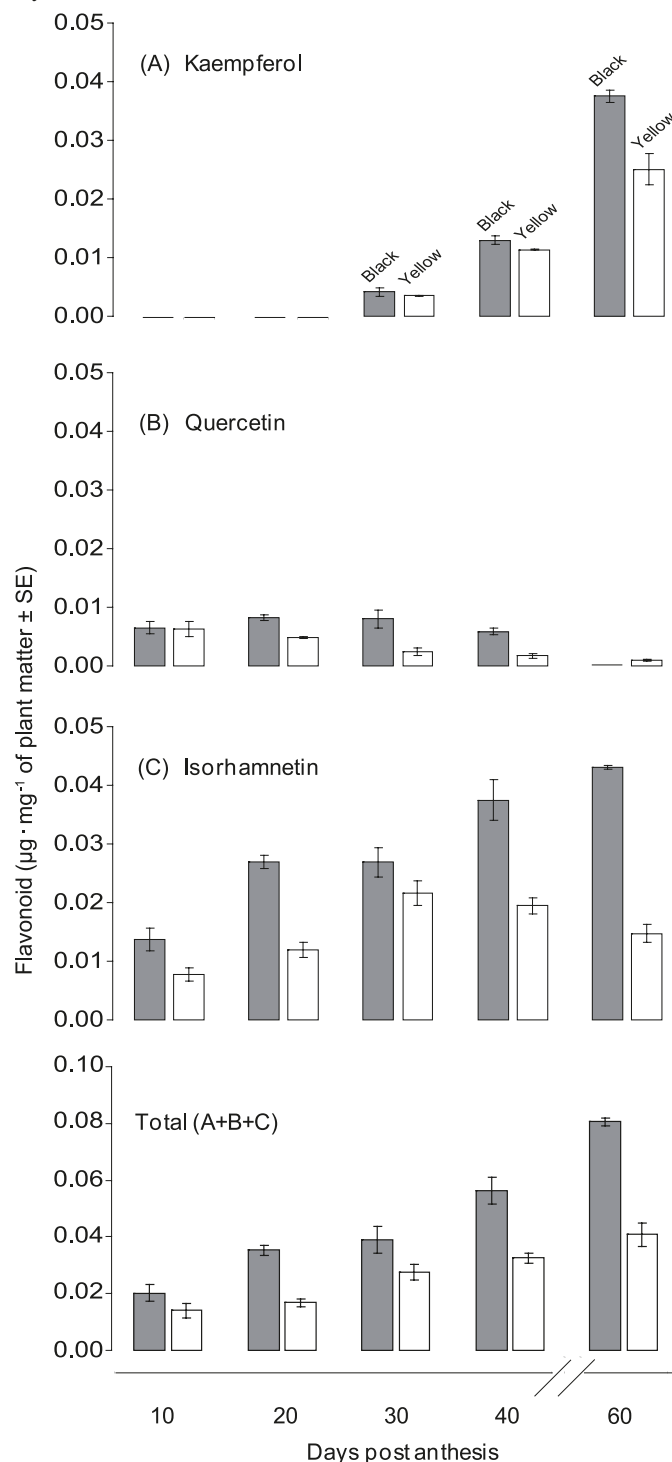 0.05
(A) Kaempferol
0.04
0.03
0.02
0.01
0.00
Black
Yellow
Black
Yellow
Black
Yellow
0.05
(B) Quercetin
0.04
0.03
0.02
0.01
0.00
Flavonoid (µg · mg⁻¹ of plant matter ± SE)
0.05
(C) Isorhamnetin
0.04
0.03
0.02
0.01
0.00
0.10
Total (A+B+C)
0.08
0.06
0.04
0.02
0.00
10 20 30 40 60
Days post anthesis